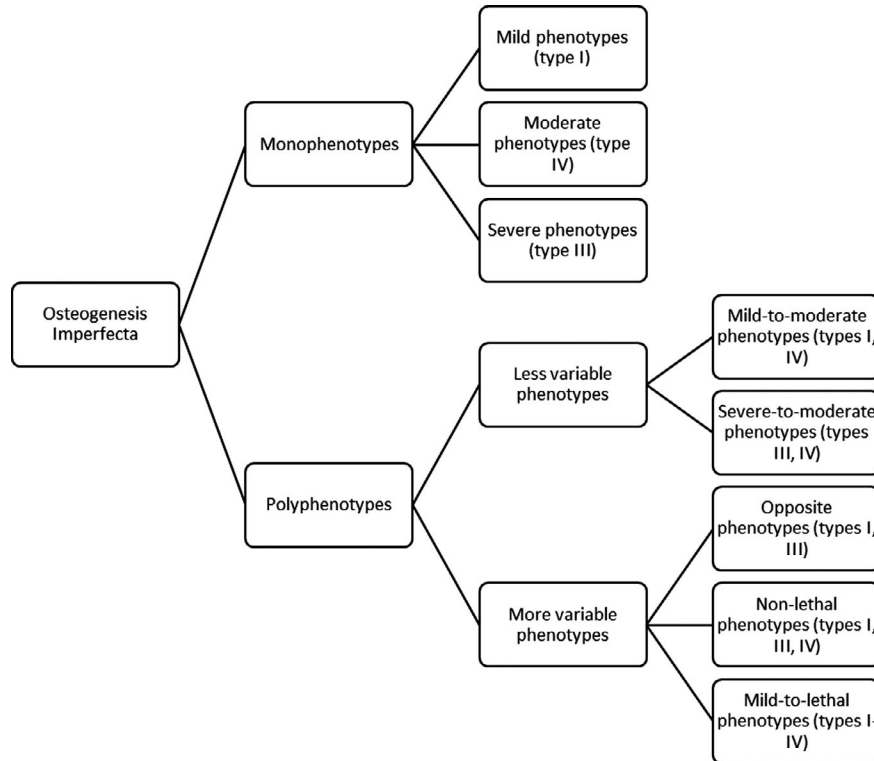 Mild phenotypes
(type I)
Monophenotypes
Moderate
phenotypes (type
IV)
Severe phenotypes
(type III)
Osteogenesis
Imperfecta
Polyphenotypes
Less variable
phenotypes
Mild-to-moderate
phenotypes (types I,
IV)
Severe-to-moderate
phenotypes (types
III, IV)
More variable
phenotypes
Opposite
phenotypes (types I,
III)
Non-lethal
phenotypes (types I,
III, IV)
Mild-to-lethal
phenotypes (types I-
IV)